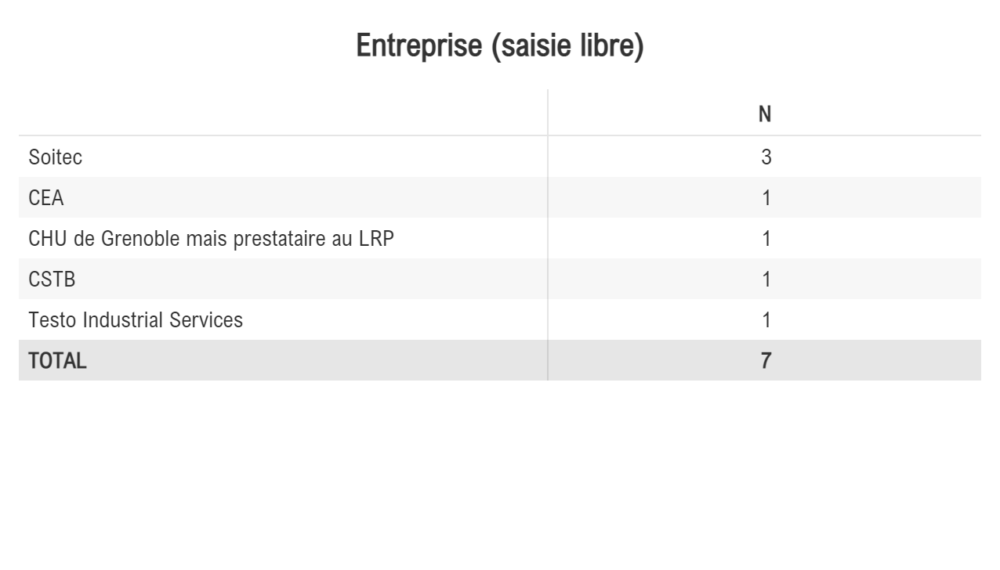 Entreprise (saisie libre)
N
Soitec 3
CEA 1
CHU de Grenoble mais prestataire au LRP 1
CSTB 1
Testo Industrial Services 1
TOTAL 7